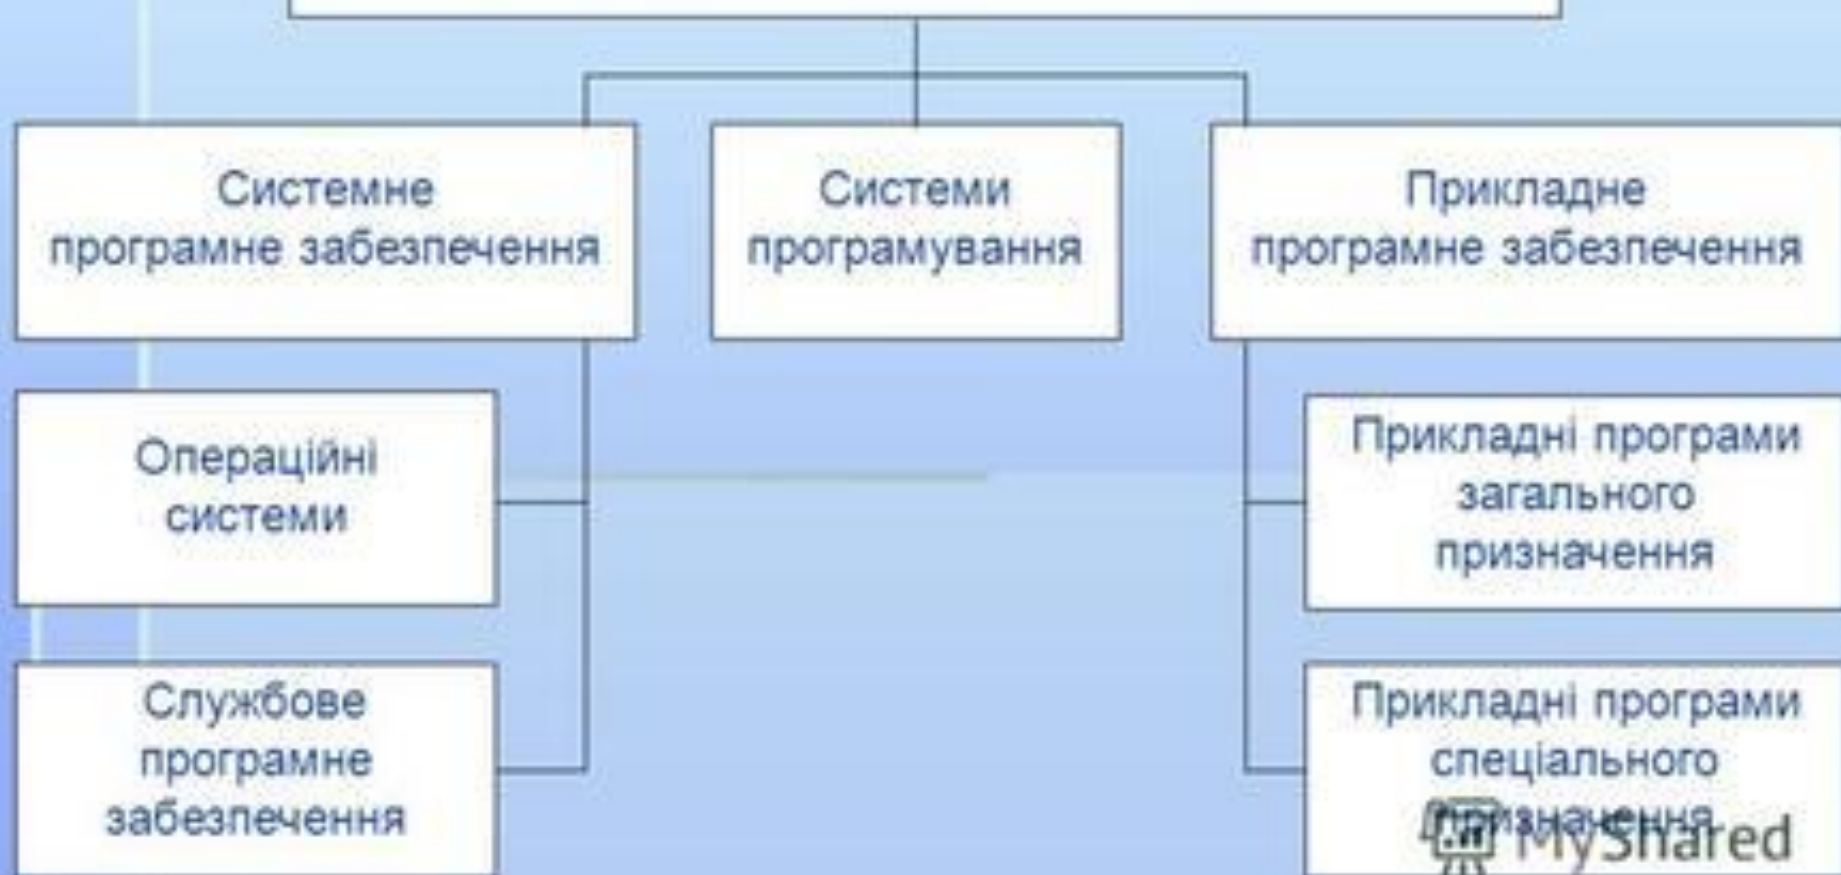 Системне
програмне забезпечення
Системи
програмування
Прикладне
програмне забезпечення
Операційні
системи
Прикладні програми
загального
призначення
Службове
програмне
забезпечення
Прикладні програми
спеціального
призначення
MyShared